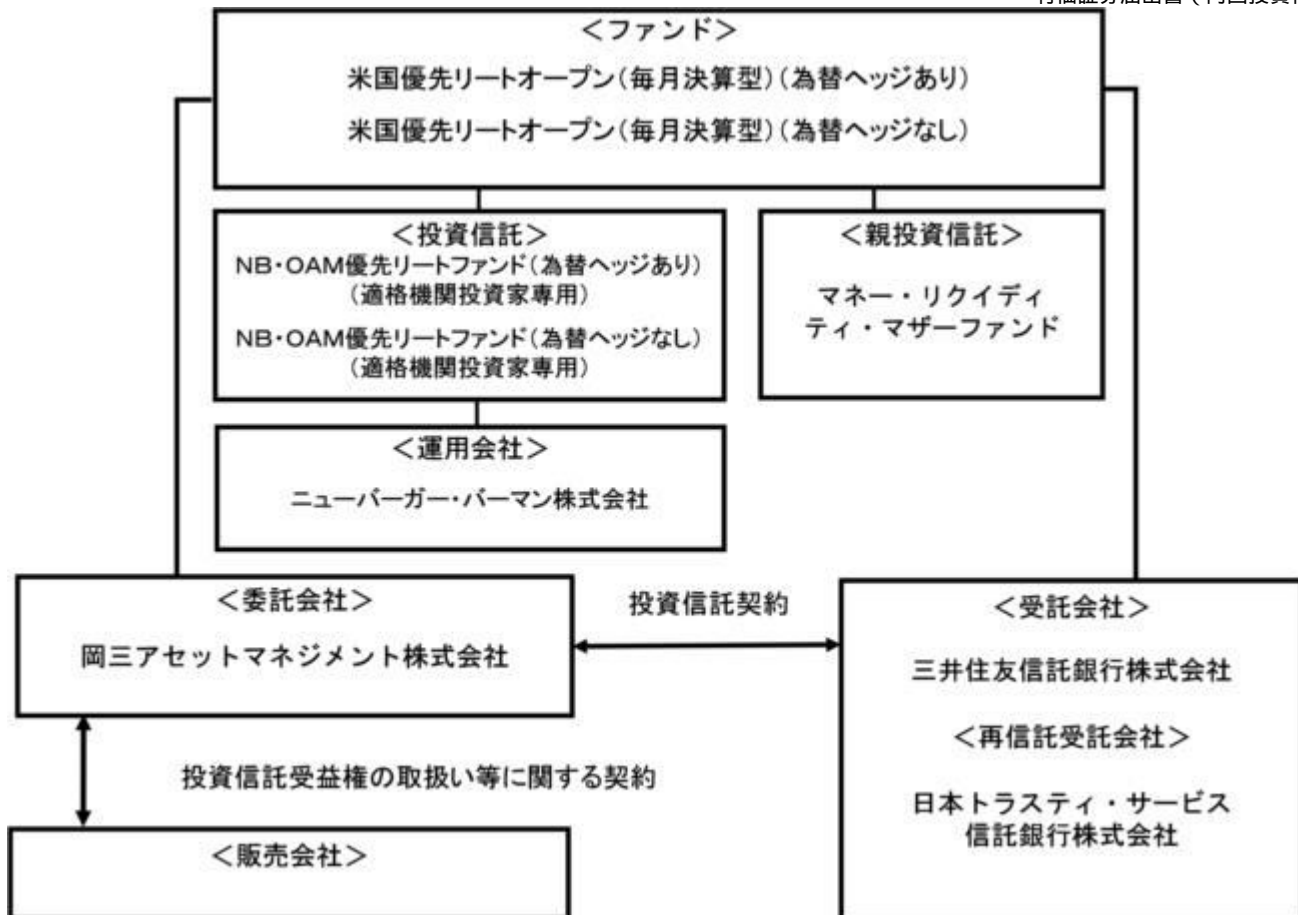 ＜ファンド＞
米国優先リートオープン（毎月決算型）（為替ヘッジあり）
米国優先リートオープン（毎月決算型）（為替ヘッジなし）
＜投資信託＞
NB・OAM優先リートファンド（為替ヘッジあり）
（適格機関投資家専用）
NB・OAM優先リートファンド（為替ヘッジなし）
（適格機関投資家専用）
＜親投資信託＞
マネー・リクイディ
ティ・マザーファンド
＜運用会社＞
ニューバーガー・バーマン株式会社
＜委託会社＞
岡三アセットマネジメント株式会社
投資信託契約
＜受託会社＞
三井住友信託銀行株式会社
＜再信託受託会社＞
日本トラスティ・サービス
信託銀行株式会社
投資信託受益権の取扱い等に関する契約
＜販売会社＞